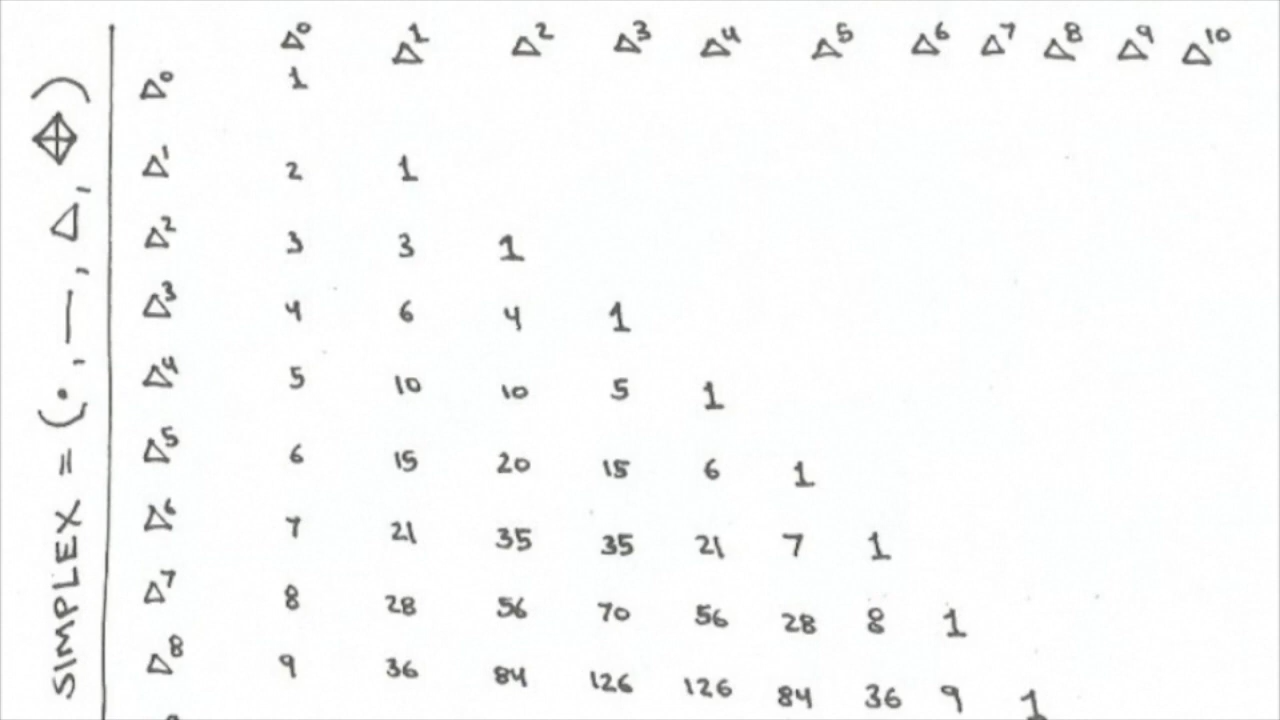 SIMPLEX = (·, —, △, ⟠)
Δ⁰ Δ¹ Δ² Δ³ Δ⁴ Δ⁵ Δ⁶ Δ⁷ Δ⁸ Δ⁹ Δ¹⁰
Δ⁰ 1
Δ¹ 2 1
Δ² 3 3 1
Δ³ 4 6 4 1
Δ⁴ 5 10 10 5 1
Δ⁵ 6 15 20 15 6 1
Δ⁶ 7 21 35 35 21 7 1
Δ⁷ 8 28 56 70 56 28 8 1
Δ⁸ 9 36 84 126 126 84 36 9 1